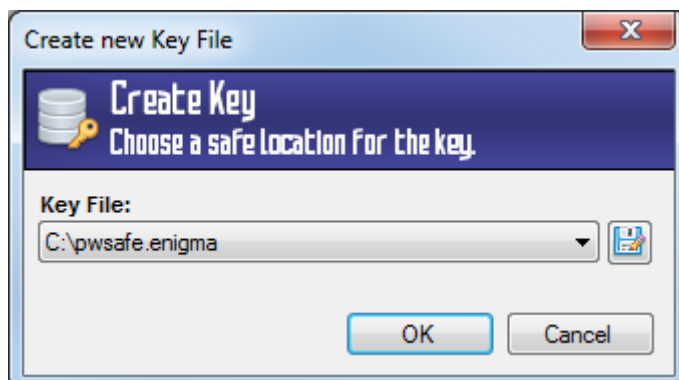 Create new Key File
Create Key
Choose a safe location for the key.
Key File:
C:\pwsafe.enigma
OK
Cancel